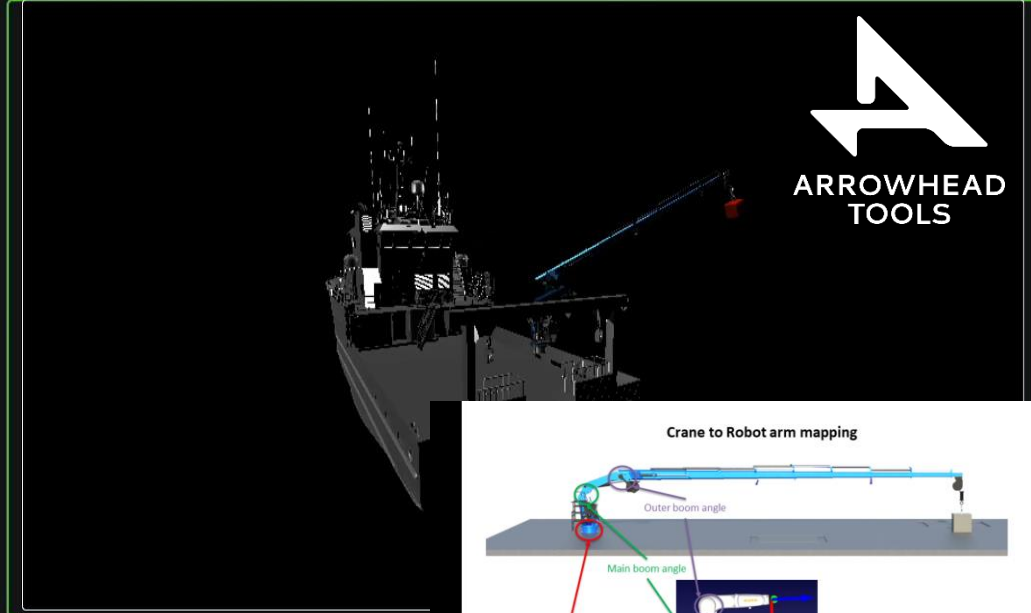 ARROWHEAD
TOOLS
Crane to Robot arm mapping
Outer boom angle
Main boom angle